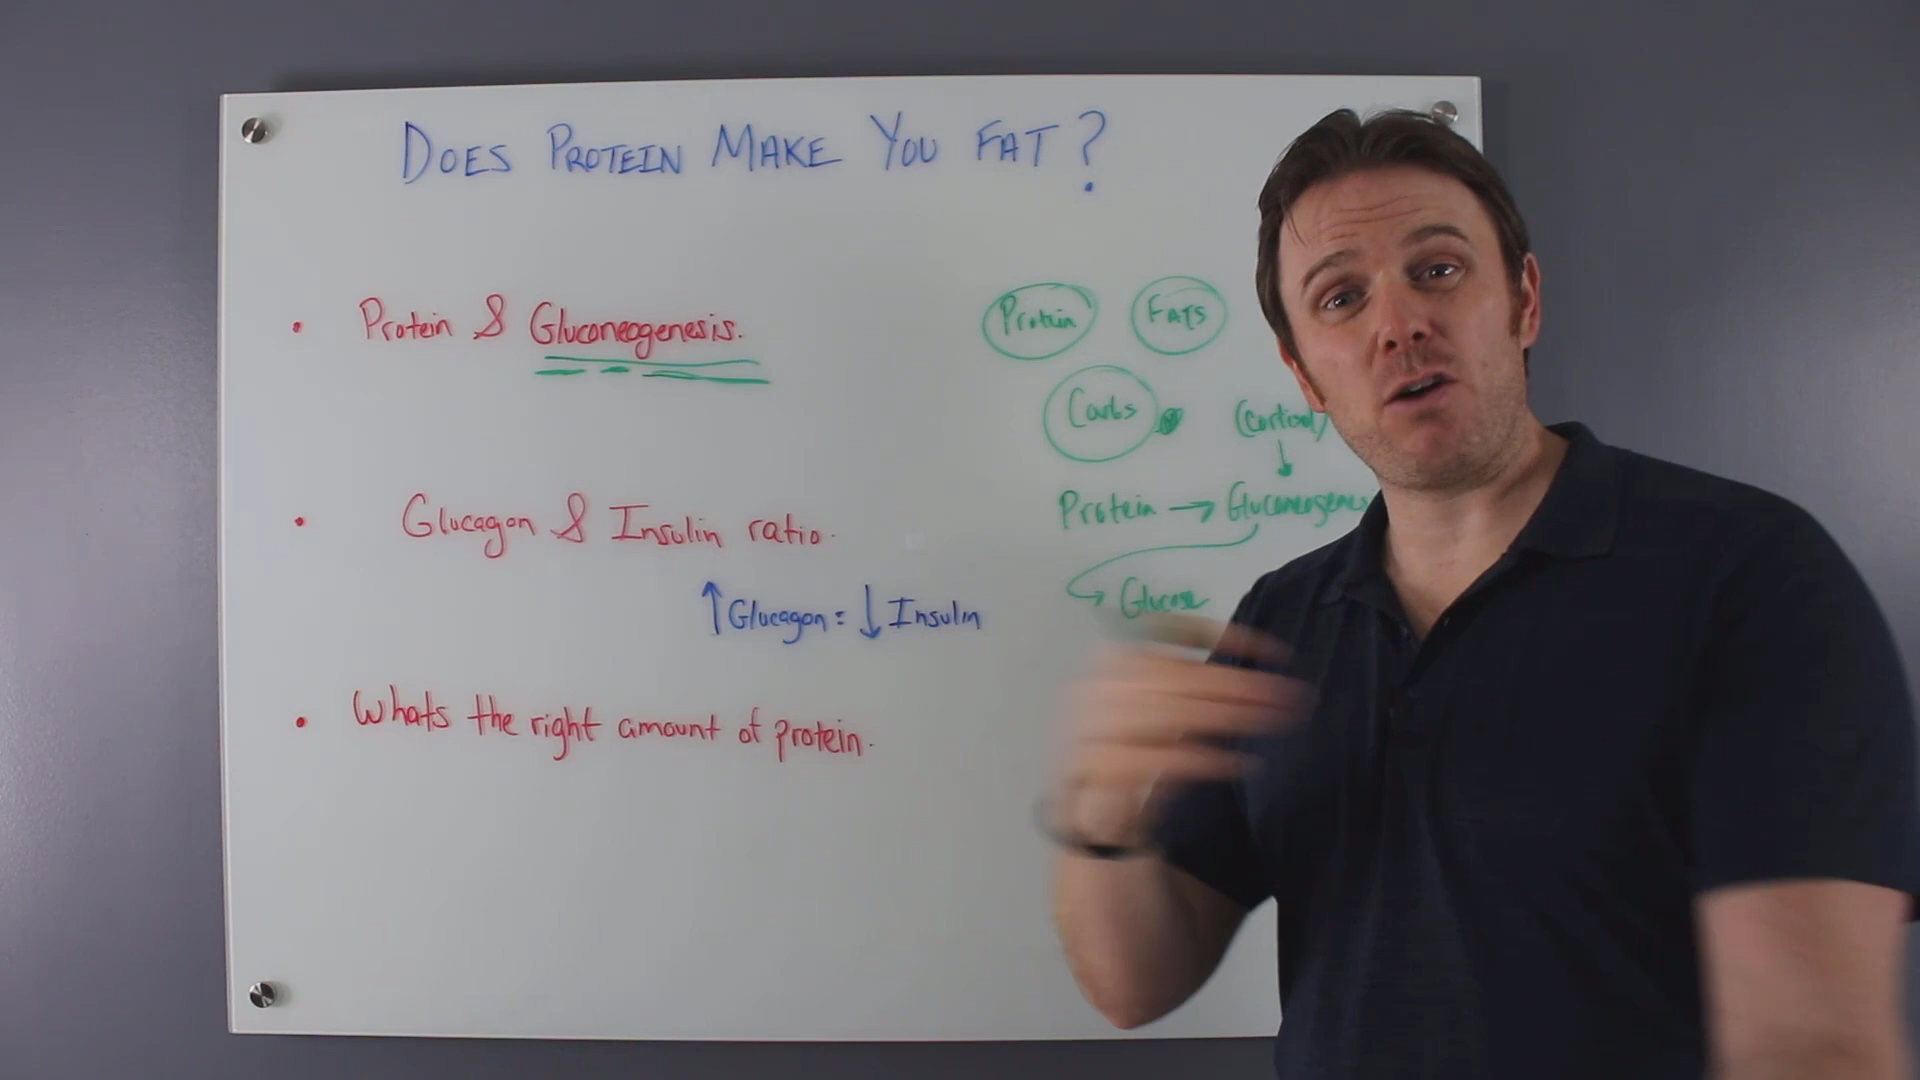 DOES PROTEIN MAKE YOU FAT?
• Protein & Gluconeogenesis.
• Glucagon & Insulin ratio.
↑Glucagon = ↓Insulin
• Whats the right amount of protein.
Protein FATS
Carbs
(cortisol)
↓
Protein → Gluconeogenes
→ Glucose